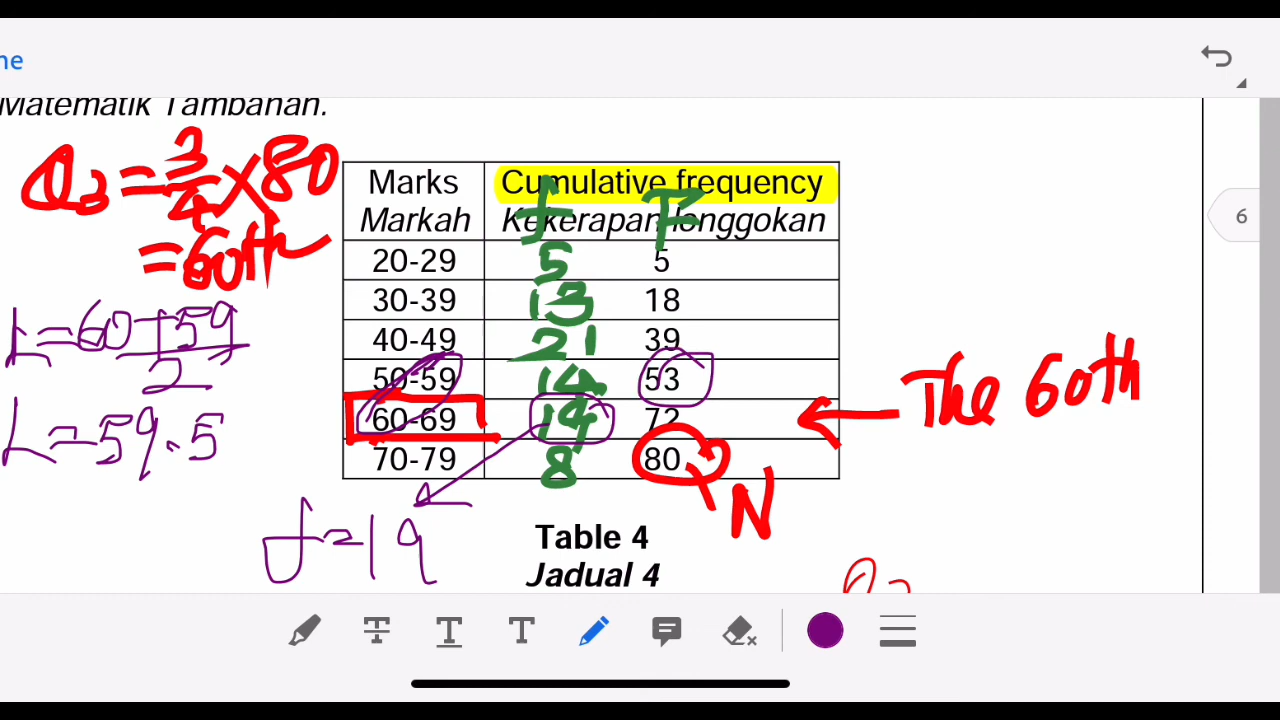 ne
Matematik Tambahan.
Q3 = 3/4 × 80
= 60th
Marks Cumulative frequency
Markah Kekerapan longgokan
f F
20-29 5 5
30-39 13 18
40-49 21 39
50-59 14 53
60-69 19 72
70-79 8 80
L = 60 + 59
2
L = 59.5
The 60th
N
f = 19
Table 4
Jadual 4
6
T T T